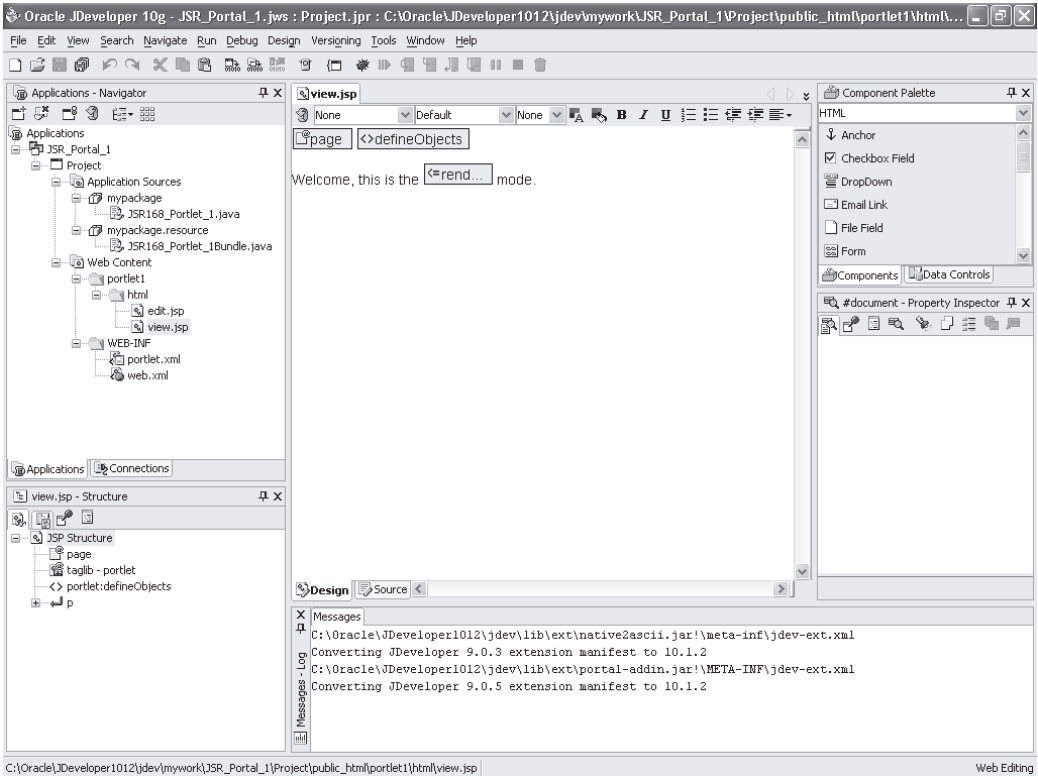 Oracle JDeveloper 10g - JSR_Portal_1.jws : Project.jpr : C:\Oracle\JDeveloper1012\jdev\mywork\JSR_Portal_1\Project\public_html\portlet1\html\...
File Edit View Search Navigate Run Debug Design Versioning Tools Window Help
Applications - Navigator
Applications
JSR_Portal_1
Project
Application Sources
mypackage
JSR168_Portlet_1.java
mypackage.resource
JSR168_Portlet_1Bundle.java
Web Content
portlet1
html
edit.jsp
view.jsp
WEB-INF
portlet.xml
web.xml
Applications Connections
view.jsp - Structure
JSP Structure
page
taglib - portlet
<> portlet:defineObjects
p
view.jsp
None Default None B I U
page <>defineObjects
Welcome, this is the <=rend... mode.
Design Source
Component Palette
HTML
Anchor
Checkbox Field
DropDown
Email Link
File Field
Form
Components Data Controls
#document - Property Inspector
Messages
Messages - Log
C:\Oracle\JDeveloper1012\jdev\lib\ext\native2ascii.jar!\meta-inf\jdev-ext.xml
Converting JDeveloper 9.0.3 extension manifest to 10.1.2
C:\Oracle\JDeveloper1012\jdev\lib\ext\portal-addin.jar!\META-INF\jdev-ext.xml
Converting JDeveloper 9.0.5 extension manifest to 10.1.2
C:\Oracle\JDeveloper1012\jdev\mywork\JSR_Portal_1\Project\public_html\portlet1\html\view.jsp
Web Editing